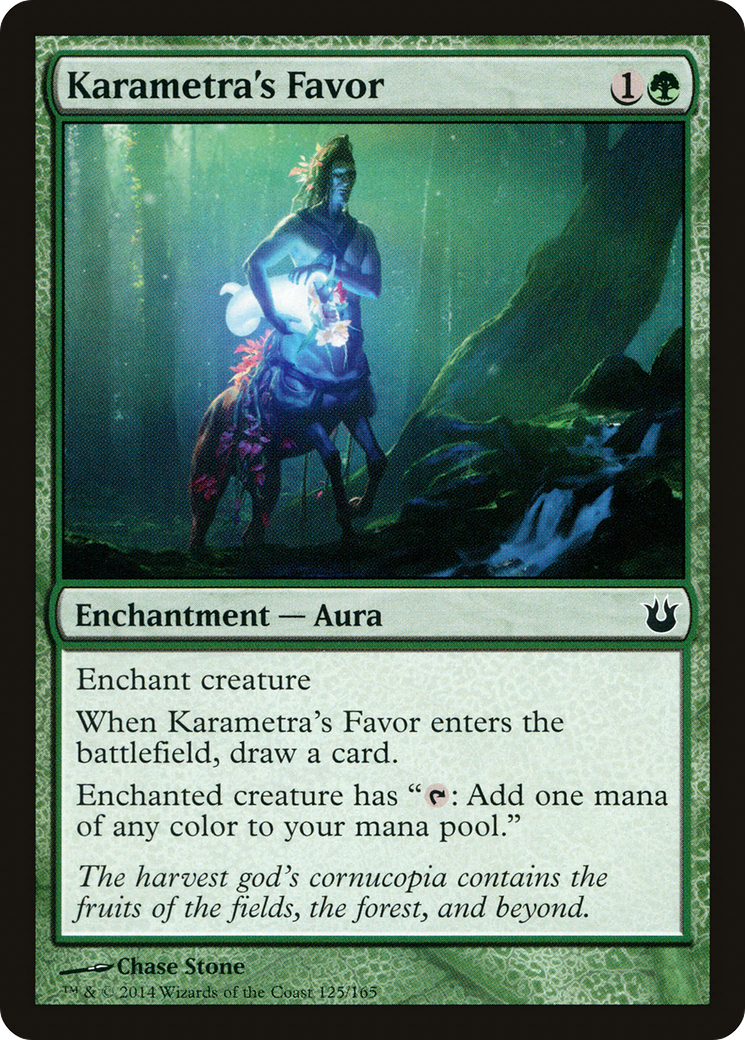 Karametra's Favor 1
Enchantment — Aura
Enchant creature
When Karametra's Favor enters the
battlefield, draw a card.
Enchanted creature has “: Add one mana
of any color to your mana pool.”
The harvest god's cornucopia contains the
fruits of the fields, the forest, and beyond.
Chase Stone
™ & © 2014 Wizards of the Coast 125/165